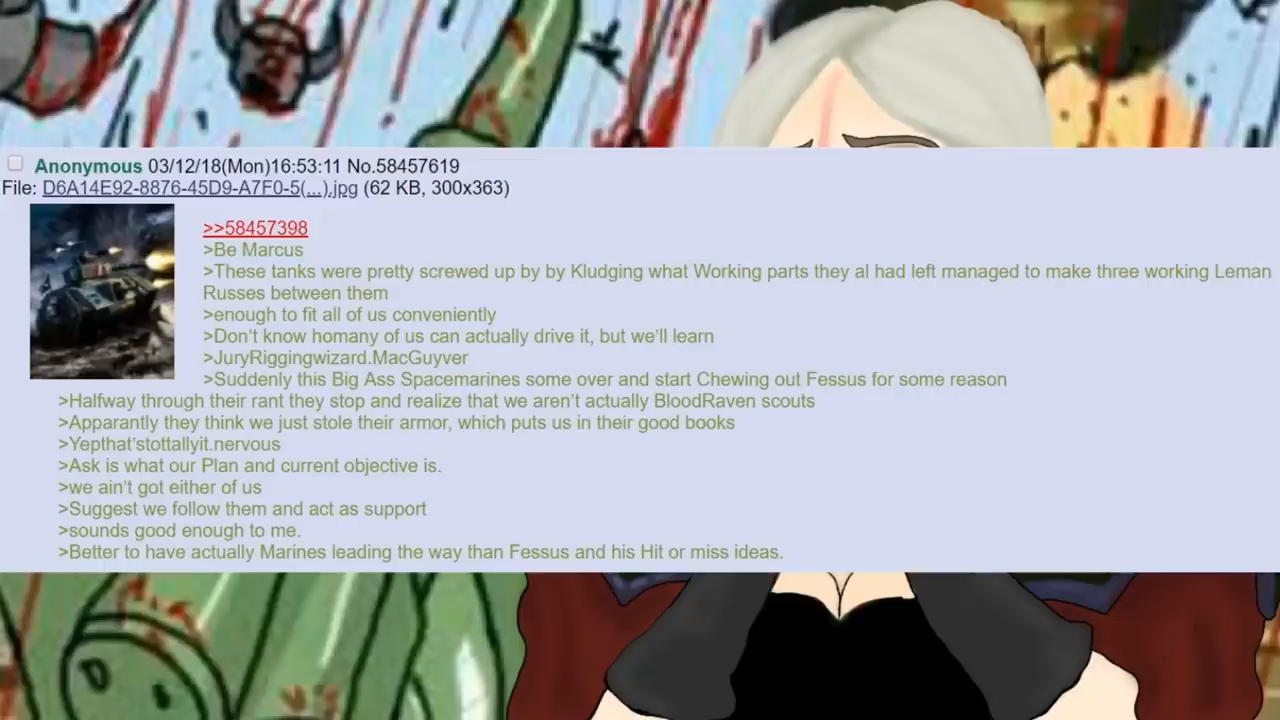 Anonymous 03/12/18(Mon)16:53:11 No.58457619
File: D6A14E92-8876-45D9-A7F0-5(...).jpg (62 KB, 300x363)
>>58457398
>Be Marcus
>These tanks were pretty screwed up by by Kludging what Working parts they al had left managed to make three working Leman
Russes between them
>enough to fit all of us conveniently
>Don't know homany of us can actually drive it, but we'll learn
>JuryRiggingwizard.MacGuyver
>Suddenly this Big Ass Spacemarines some over and start Chewing out Fessus for some reason
>Halfway through their rant they stop and realize that we aren't actually BloodRaven scouts
>Apparantly they think we just stole their armor, which puts us in their good books
>Yepthat'stottallyit.nervous
>Ask is what our Plan and current objective is.
>we ain't got either of us
>Suggest we follow them and act as support
>sounds good enough to me.
>Better to have actually Marines leading the way than Fessus and his Hit or miss ideas.